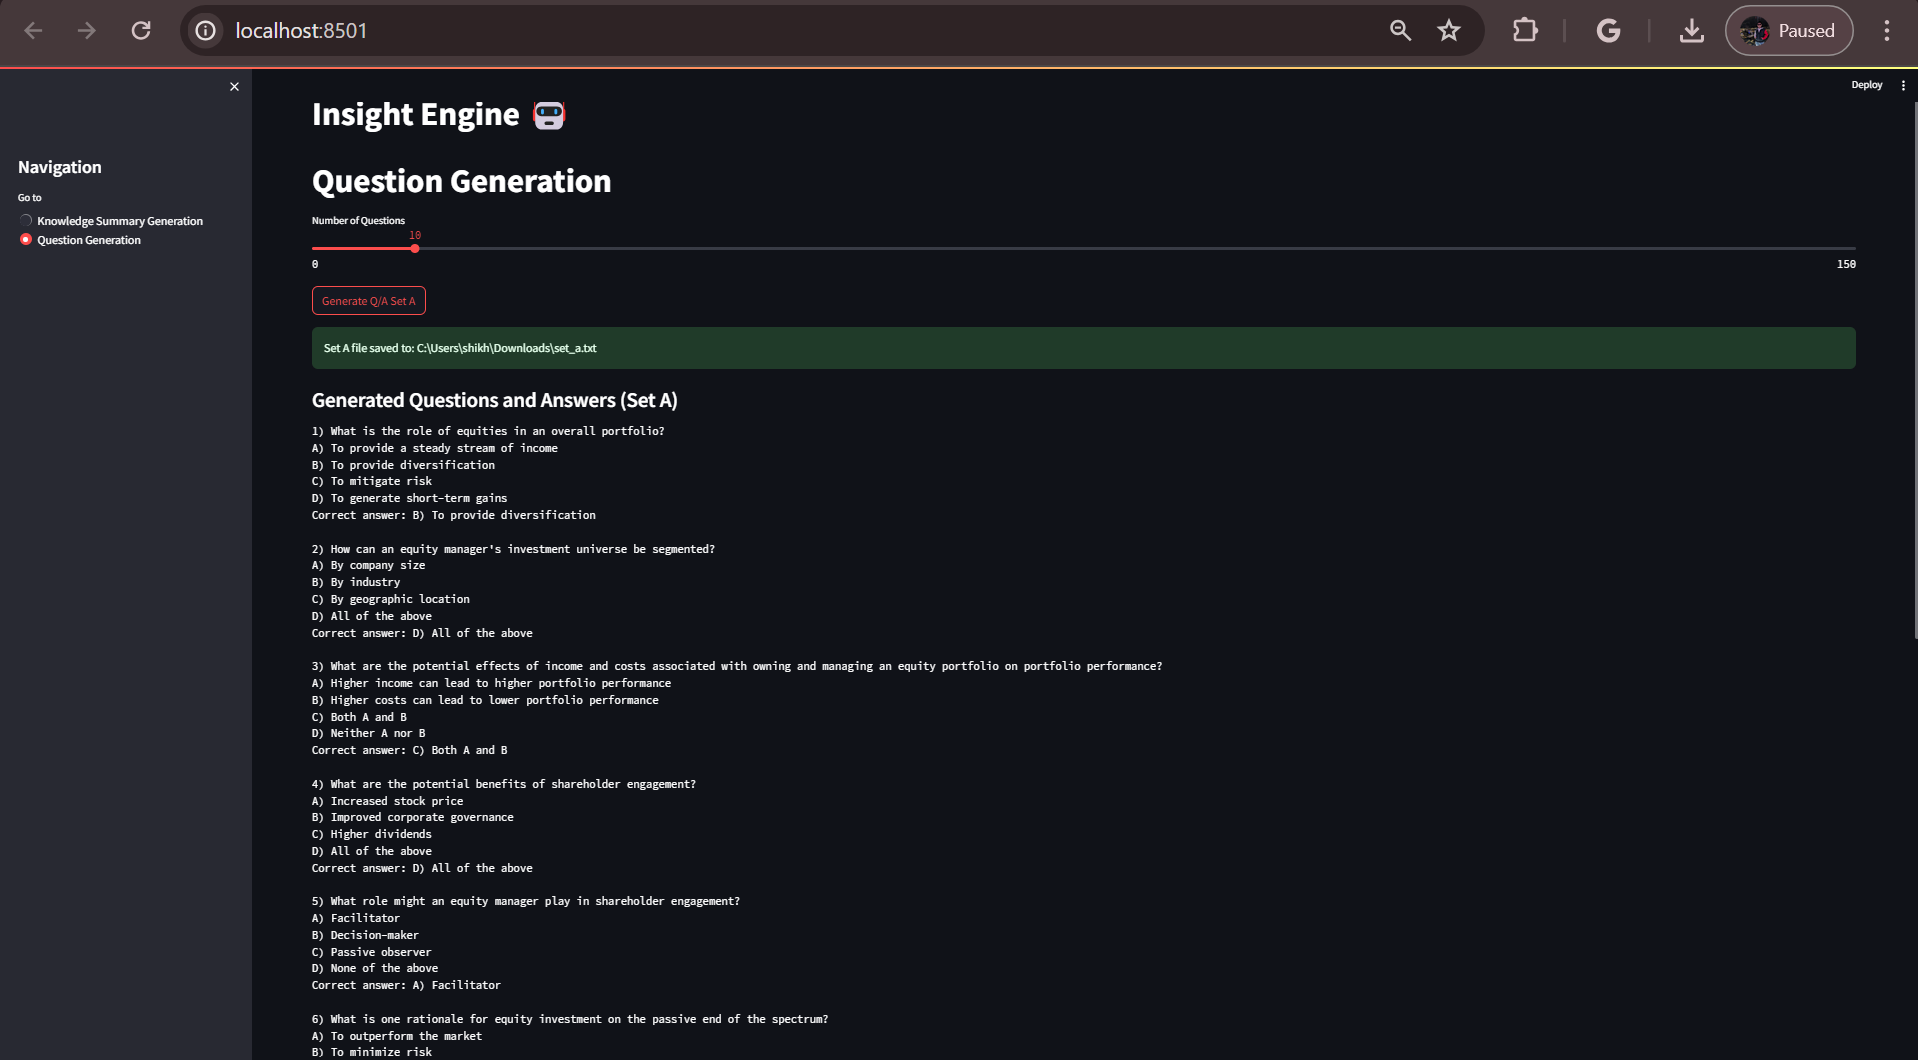 localhost:8501
Paused
Deploy
Navigation
Go to
Knowledge Summary Generation
Question Generation
Insight Engine
Question Generation
Number of Questions
10
0
150
Generate Q/A Set A
Set A file saved to: C:\Users\shikh\Downloads\set_a.txt
Generated Questions and Answers (Set A)
1) What is the role of equities in an overall portfolio?
A) To provide a steady stream of income
B) To provide diversification
C) To mitigate risk
D) To generate short-term gains
Correct answer: B) To provide diversification
2) How can an equity manager's investment universe be segmented?
A) By company size
B) By industry
C) By geographic location
D) All of the above
Correct answer: D) All of the above
3) What are the potential effects of income and costs associated with owning and managing an equity portfolio on portfolio performance?
A) Higher income can lead to higher portfolio performance
B) Higher costs can lead to lower portfolio performance
C) Both A and B
D) Neither A nor B
Correct answer: C) Both A and B
4) What are the potential benefits of shareholder engagement?
A) Increased stock price
B) Improved corporate governance
C) Higher dividends
D) All of the above
Correct answer: D) All of the above
5) What role might an equity manager play in shareholder engagement?
A) Facilitator
B) Decision-maker
C) Passive observer
D) None of the above
Correct answer: A) Facilitator
6) What is one rationale for equity investment on the passive end of the spectrum?
A) To outperform the market
B) To minimize risk